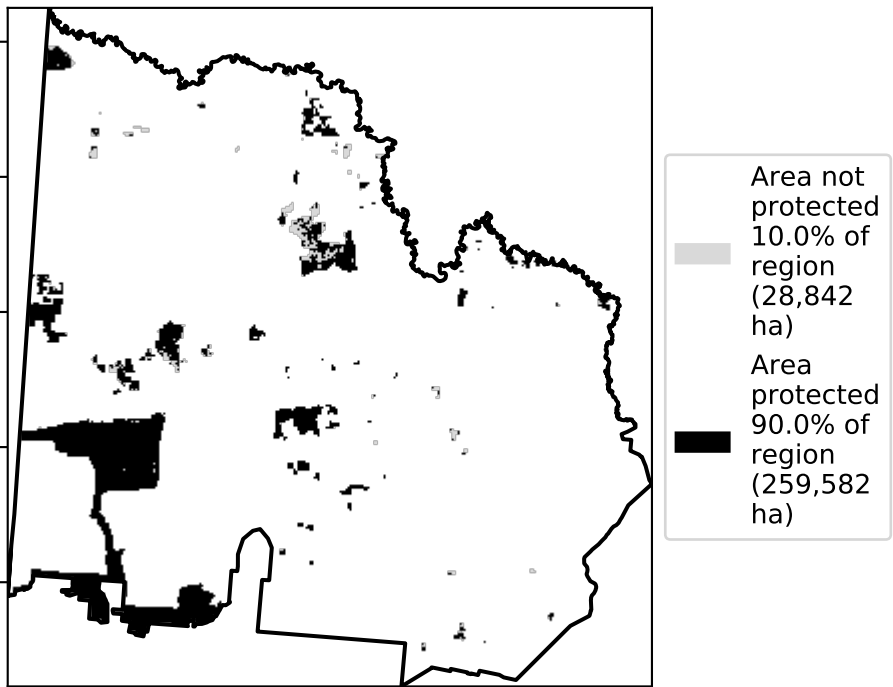 Area not
protected
10.0% of
region
(28,842
ha)
Area
protected
90.0% of
region
(259,582
ha)